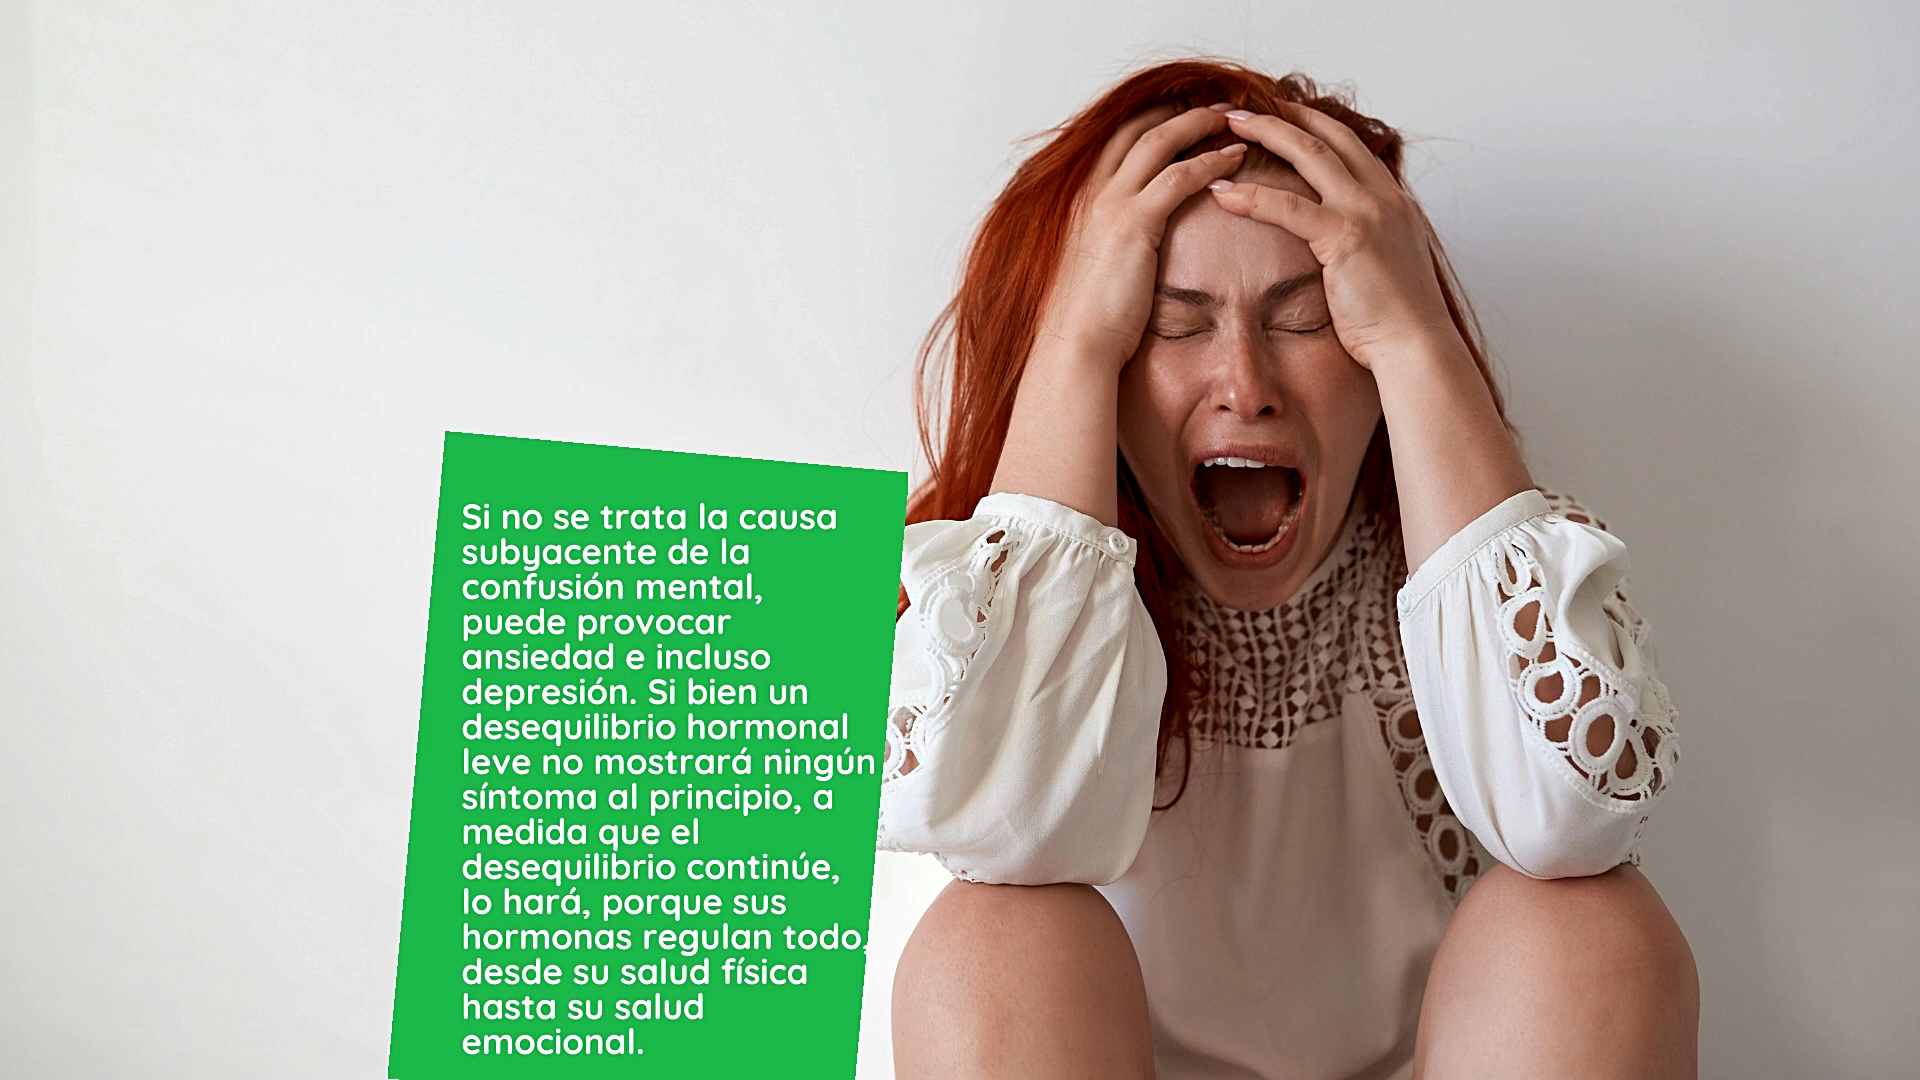 Si no se trata la causa
subyacente de la
confusión mental,
puede provocar
ansiedad e incluso
depresión. Si bien un
desequilibrio hormonal
leve no mostrará ningún
síntoma al principio, a
medida que el
desequilibrio continúe,
lo hará, porque sus
hormonas regulan todo,
desde su salud física
hasta su salud
emocional.